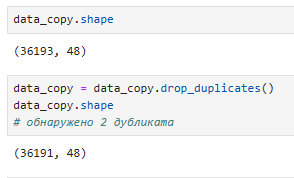 data_copy.shape
(36193, 48)
data_copy = data_copy.drop_duplicates()
data_copy.shape
# обнаружено 2 дубликата
(36191, 48)